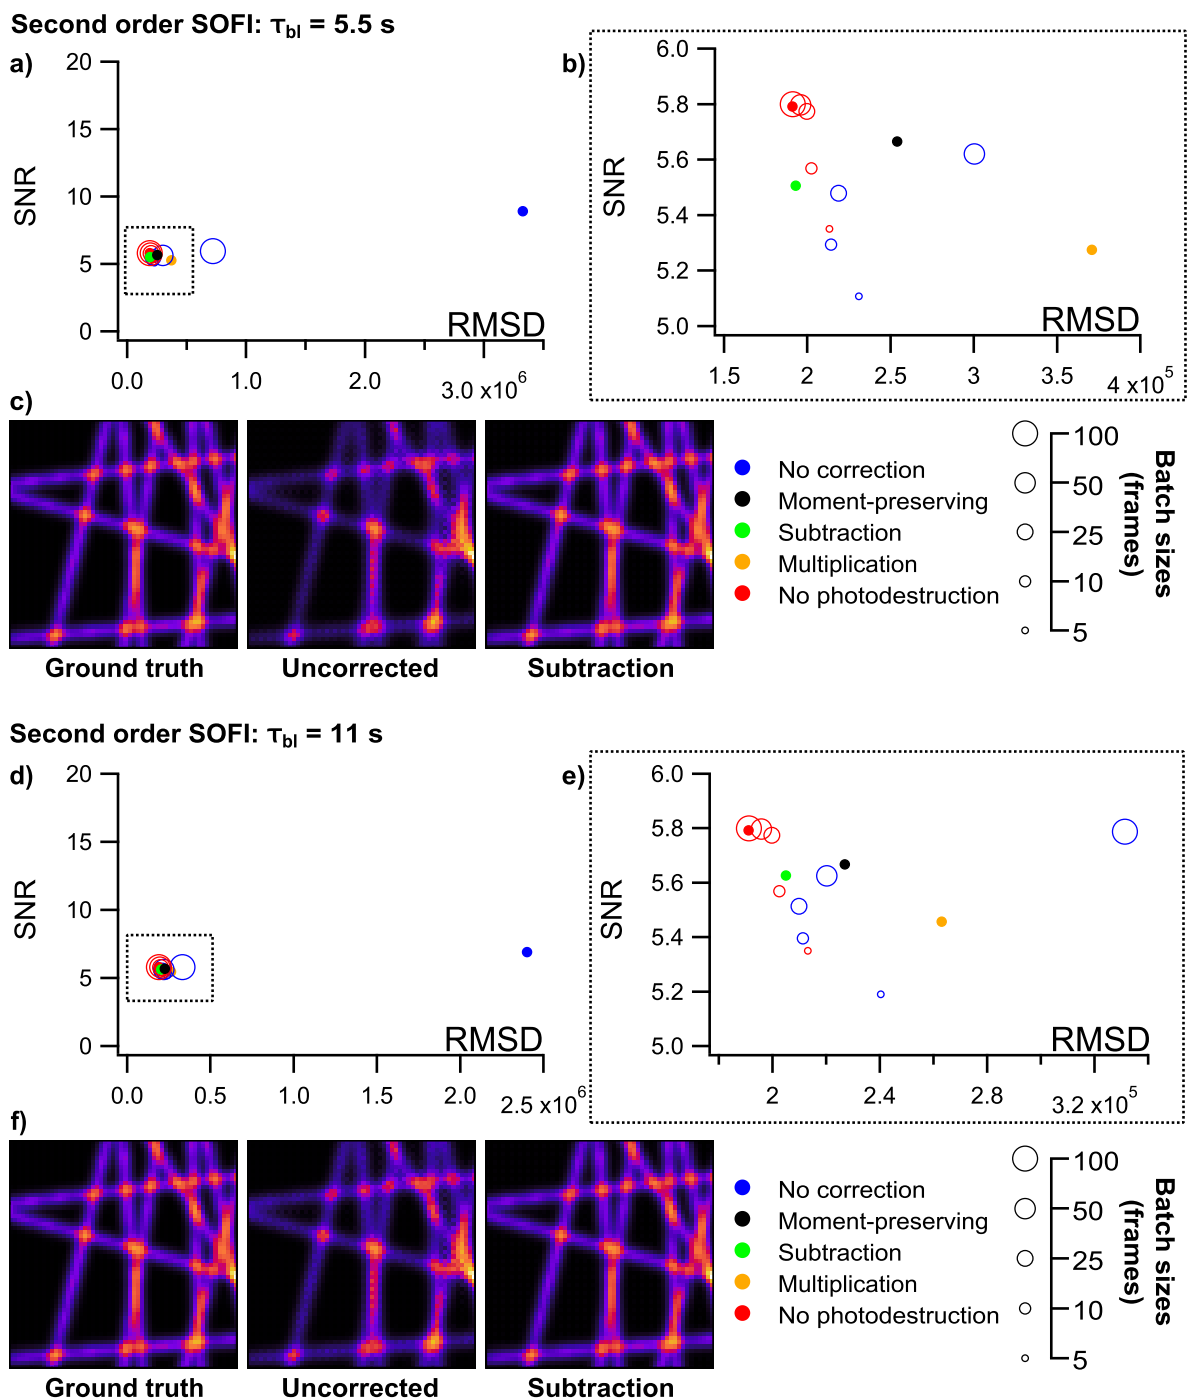 Second order SOFI: τbl = 5.5 s
a)
20
15
10
5
0
SNR
RMSD
0.0
1.0
2.0
3.0 x10^6
b)
6.0
5.8
5.6
5.4
5.2
5.0
SNR
RMSD
1.5
2
2.5
3
3.5
4 x10^5
c)
Ground truth
Uncorrected
Subtraction
No correction
Moment-preserving
Subtraction
Multiplication
No photodestruction
100
50
25
10
5
Batch sizes
(frames)
Second order SOFI: τbl = 11 s
d)
20
15
10
5
0
SNR
RMSD
0.0
0.5
1.0
1.5
2.0
2.5 x10^6
e)
6.0
5.8
5.6
5.4
5.2
5.0
SNR
RMSD
2
2.4
2.8
3.2 x10^5
f)
Ground truth
Uncorrected
Subtraction
No correction
Moment-preserving
Subtraction
Multiplication
No photodestruction
100
50
25
10
5
Batch sizes
(frames)